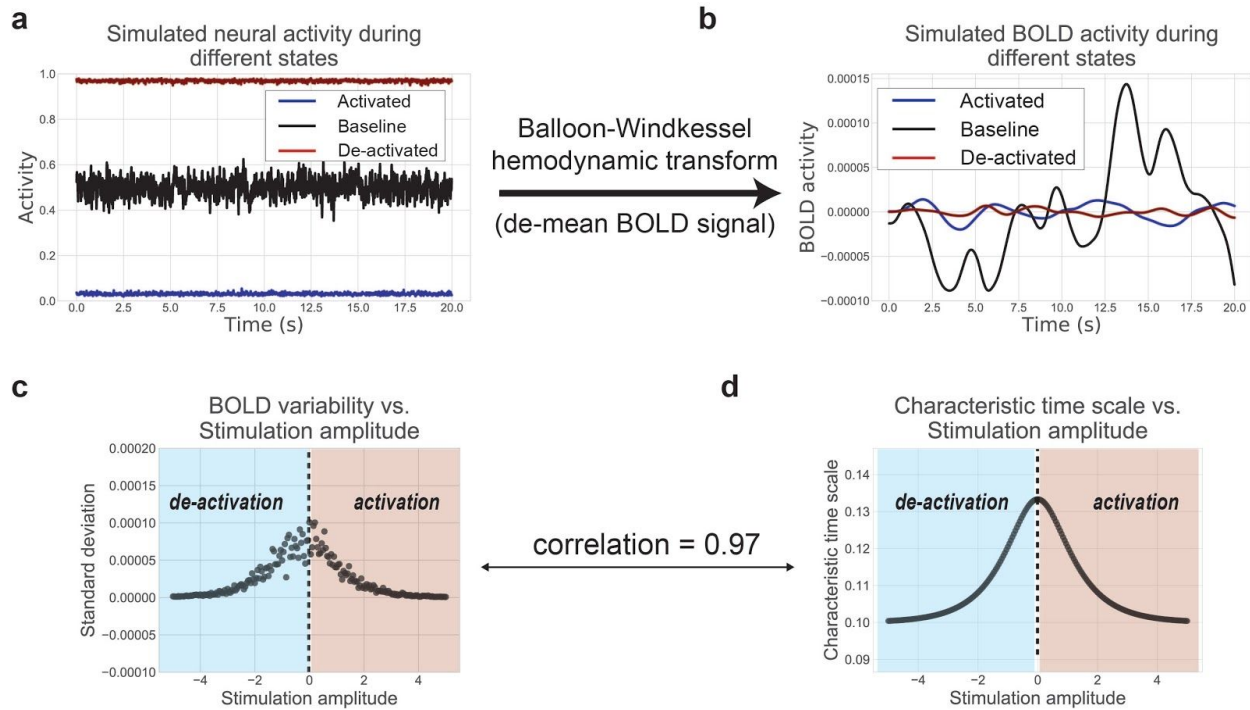 a
Simulated neural activity during
different states
1.0
0.8
0.6
0.4
0.2
0.0
Activity
Activated
Baseline
De-activated
0.0 2.5 5.0 7.5 10.0 12.5 15.0 17.5 20.0
Time (s)
Balloon-Windkessel
hemodynamic transform
(de-mean BOLD signal)
b
Simulated BOLD activity during
different states
0.00015
0.00010
0.00005
0.00000
−0.00005
−0.00010
BOLD activity
Activated
Baseline
De-activated
0.0 2.5 5.0 7.5 10.0 12.5 15.0 17.5 20.0
Time (s)
c
BOLD variability vs.
Stimulation amplitude
0.00020
0.00015
0.00010
0.00005
0.00000
−0.00005
−0.00010
Standard deviation
de-activation activation
−4 −2 0 2 4
Stimulation amplitude
correlation = 0.97
d
Characteristic time scale vs.
Stimulation amplitude
0.14
0.13
0.12
0.11
0.10
0.09
Characteristic time scale
de-activation activation
−4 −2 0 2 4
Stimulation amplitude